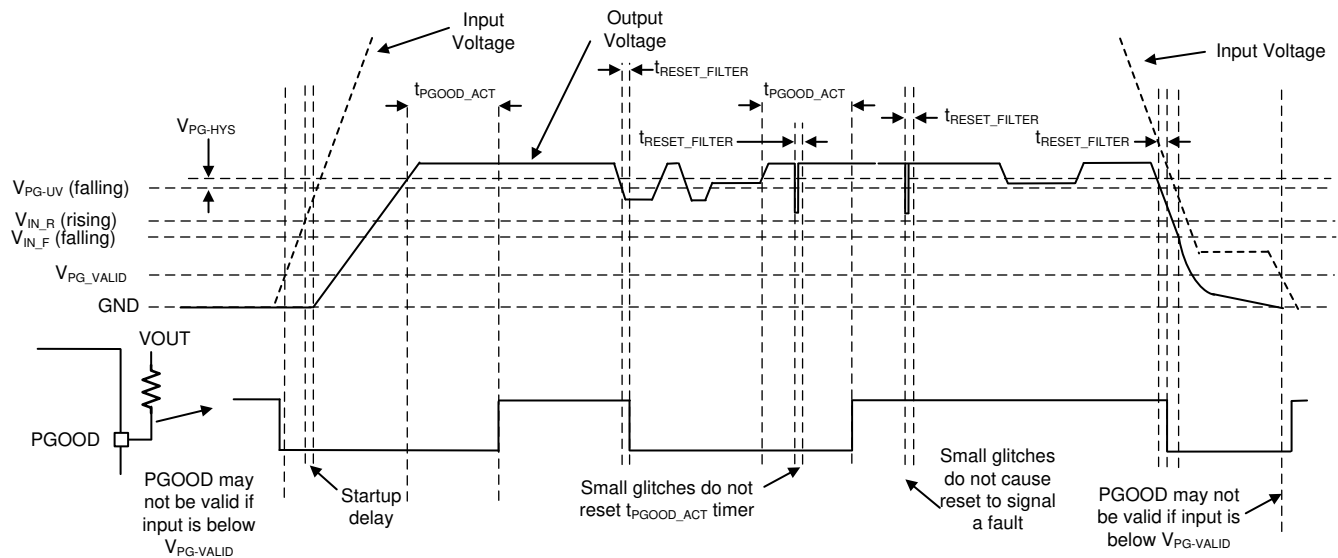 Input
Voltage
Output
Voltage
Input Voltage
tRESET_FILTER
tPGOOD_ACT
tPGOOD_ACT
tRESET_FILTER
tRESET_FILTER
tRESET_FILTER
VPG-HYS
VPG-UV (falling)
VIN_R (rising)
VIN_F (falling)
VPG_VALID
GND
VOUT
PGOOD
PGOOD may
not be valid if
input is below
VPG-VALID
Startup
delay
Small glitches do not
reset tPGOOD_ACT timer
Small glitches
do not cause
reset to signal
a fault
PGOOD may not
be valid if input is
below VPG-VALID